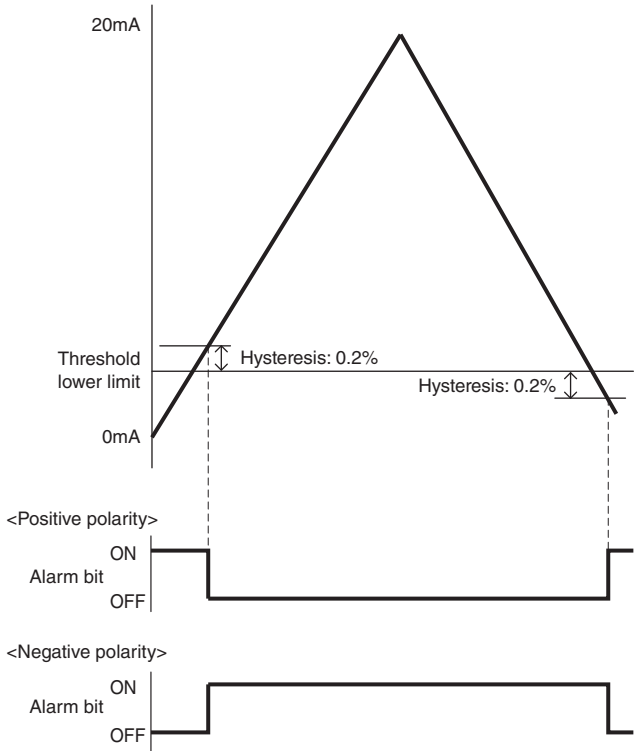 20mA
Hysteresis: 0.2%
Threshold
lower limit
Hysteresis: 0.2%
0mA
<Positive polarity>
ON
Alarm bit
OFF
<Negative polarity>
ON
Alarm bit
OFF